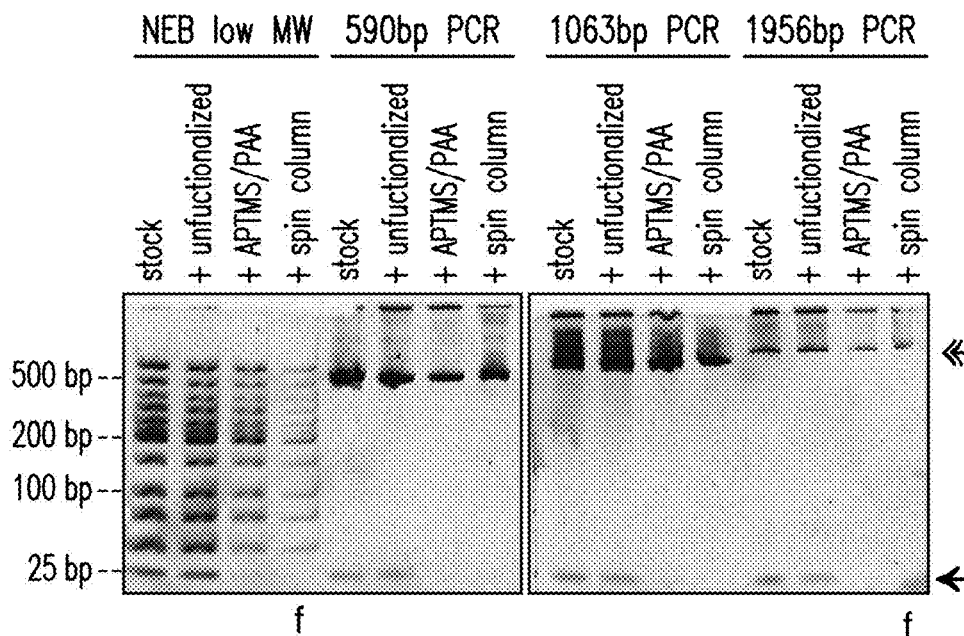 NEB low MW 590bp PCR 1063bp PCR 1956bp PCR
stock + unfuctionalized + APTMS/PAA + spin column stock + unfuctionalized + APTMS/PAA + spin column stock + unfuctionalized + APTMS/PAA + spin column stock + unfuctionalized + APTMS/PAA + spin column
500 bp
200 bp
100 bp
25 bp
f f